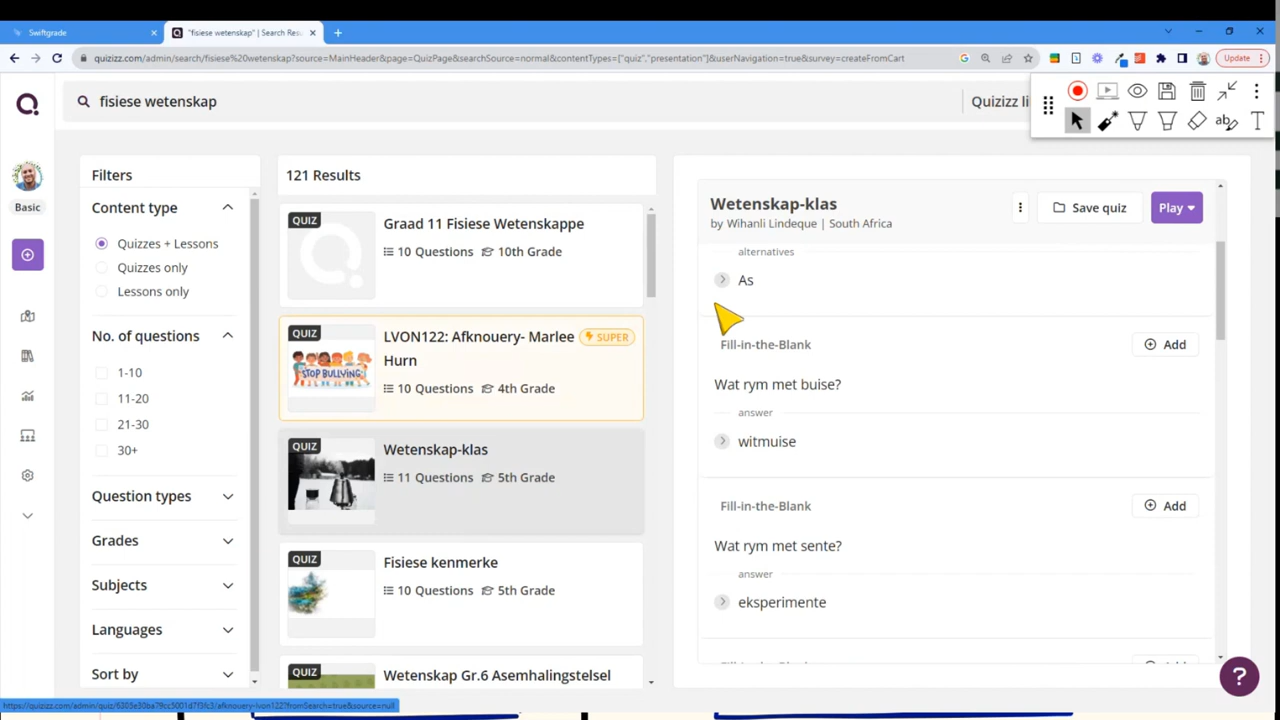 Swiftgrade
"fisiese wetenskap" | Search Resu
quizizz.com/admin/search/fisiese%20wetenskap?source=MainHeader&page=QuizPage&searchSource=normal&contentTypes=["quiz","presentation"]&userNavigation=true&survey=createFromCart
Update
fisiese wetenskap
Quizizz li
Basic
Filters
Content type
Quizzes + Lessons
Quizzes only
Lessons only
No. of questions
1-10
11-20
21-30
30+
Question types
Grades
Subjects
Languages
Sort by
121 Results
QUIZ
Graad 11 Fisiese Wetenskappe
10 Questions 10th Grade
QUIZ
LVON122: Afknouery- Marlee Hurn
SUPER
STOP BULLYING
10 Questions 4th Grade
QUIZ
Wetenskap-klas
11 Questions 5th Grade
QUIZ
Fisiese kenmerke
10 Questions 5th Grade
QUIZ
Wetenskap Gr.6 Asemhalingstelsel
Wetenskap-klas
by Wihanli Lindeque | South Africa
Save quiz
Play
alternatives
As
Fill-in-the-Blank
Add
Wat rym met buise?
answer
witmuise
Fill-in-the-Blank
Add
Wat rym met sente?
answer
eksperimente